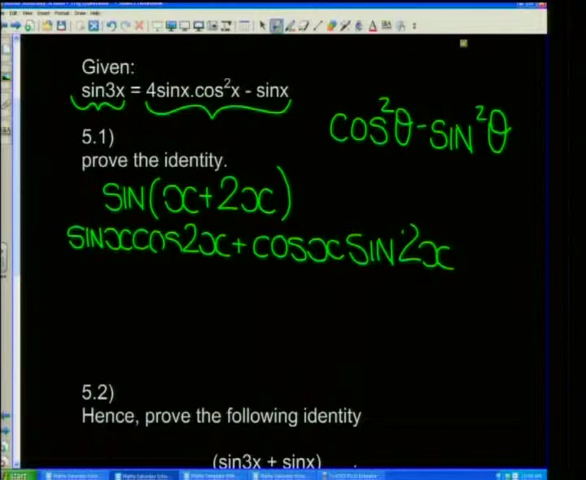 Given:
sin3x = 4sinx.cos²x - sinx
cos²θ-sin²θ
5.1)
prove the identity.
sin(x+2x)
sinxcos2x+cosxsin2x
5.2)
Hence, prove the following identity
(sin3x + sinx)
start